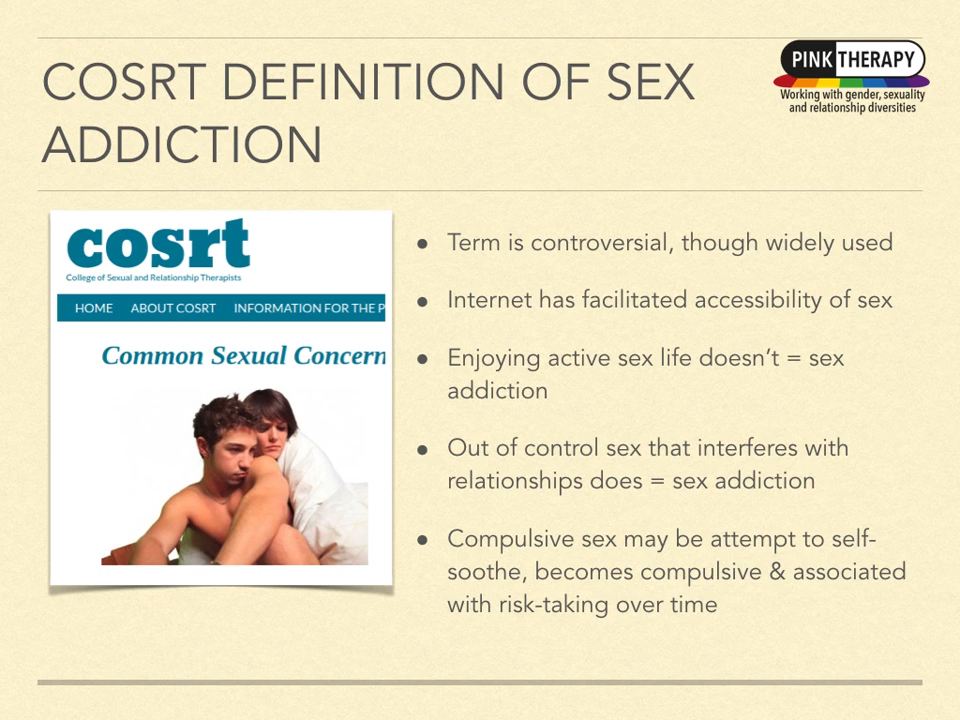 COSRT DEFINITION OF SEX
ADDICTION
PINK THERAPY
Working with gender, sexuality
and relationship diversities
cosrt
College of Sexual and Relationship Therapists
HOME ABOUT COSRT INFORMATION FOR THE P
Common Sexual Concern
• Term is controversial, though widely used
• Internet has facilitated accessibility of sex
• Enjoying active sex life doesn’t = sex
addiction
• Out of control sex that interferes with
relationships does = sex addiction
• Compulsive sex may be attempt to self-
soothe, becomes compulsive & associated
with risk-taking over time